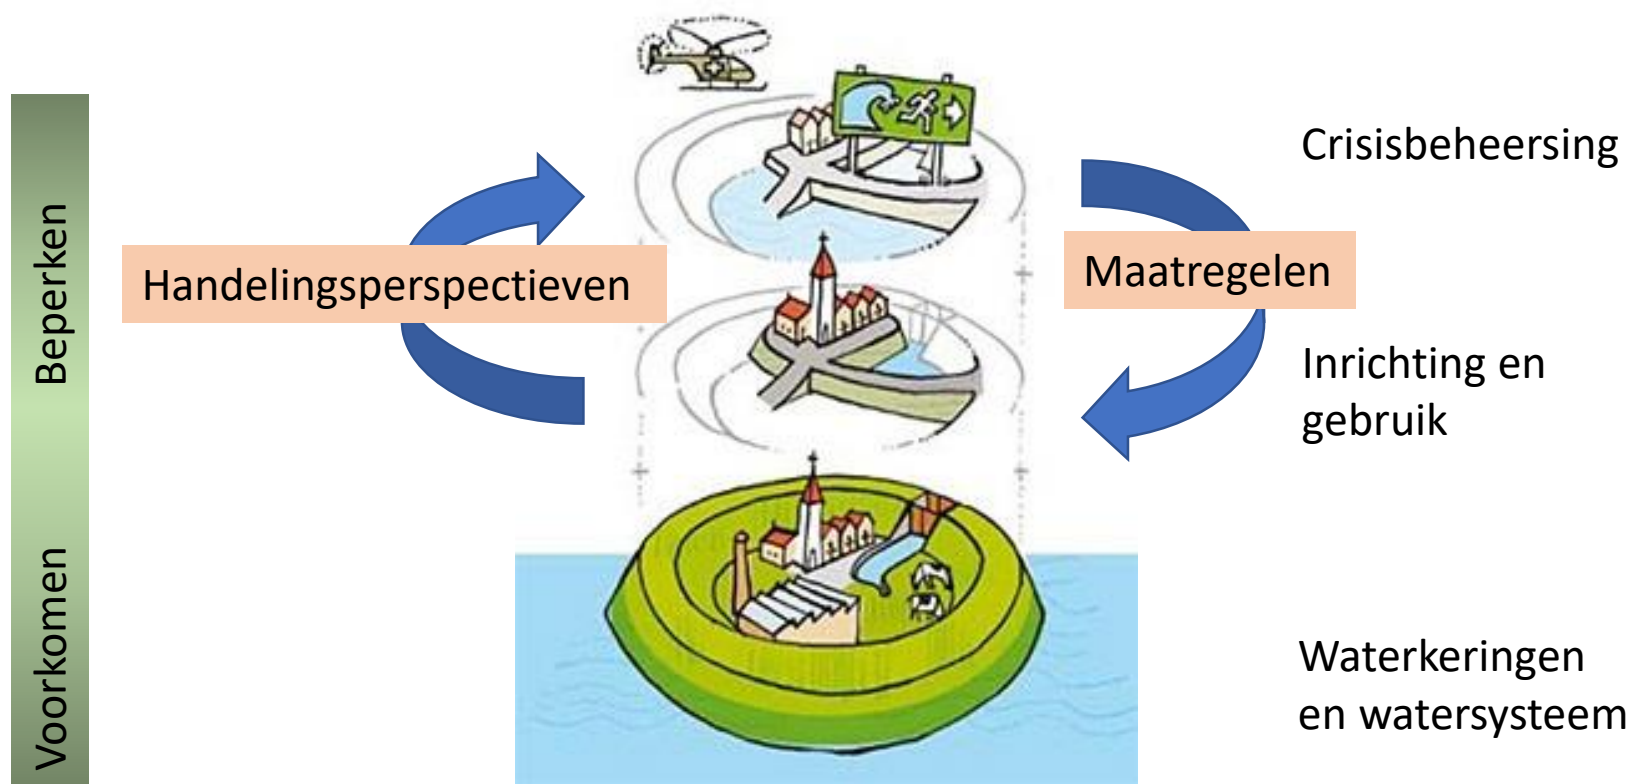 Crisisbeheersing
Beperken
Handelingsperspectieven
Maatregelen
Inrichting en
gebruik
Voorkomen
Waterkeringen
en watersysteem